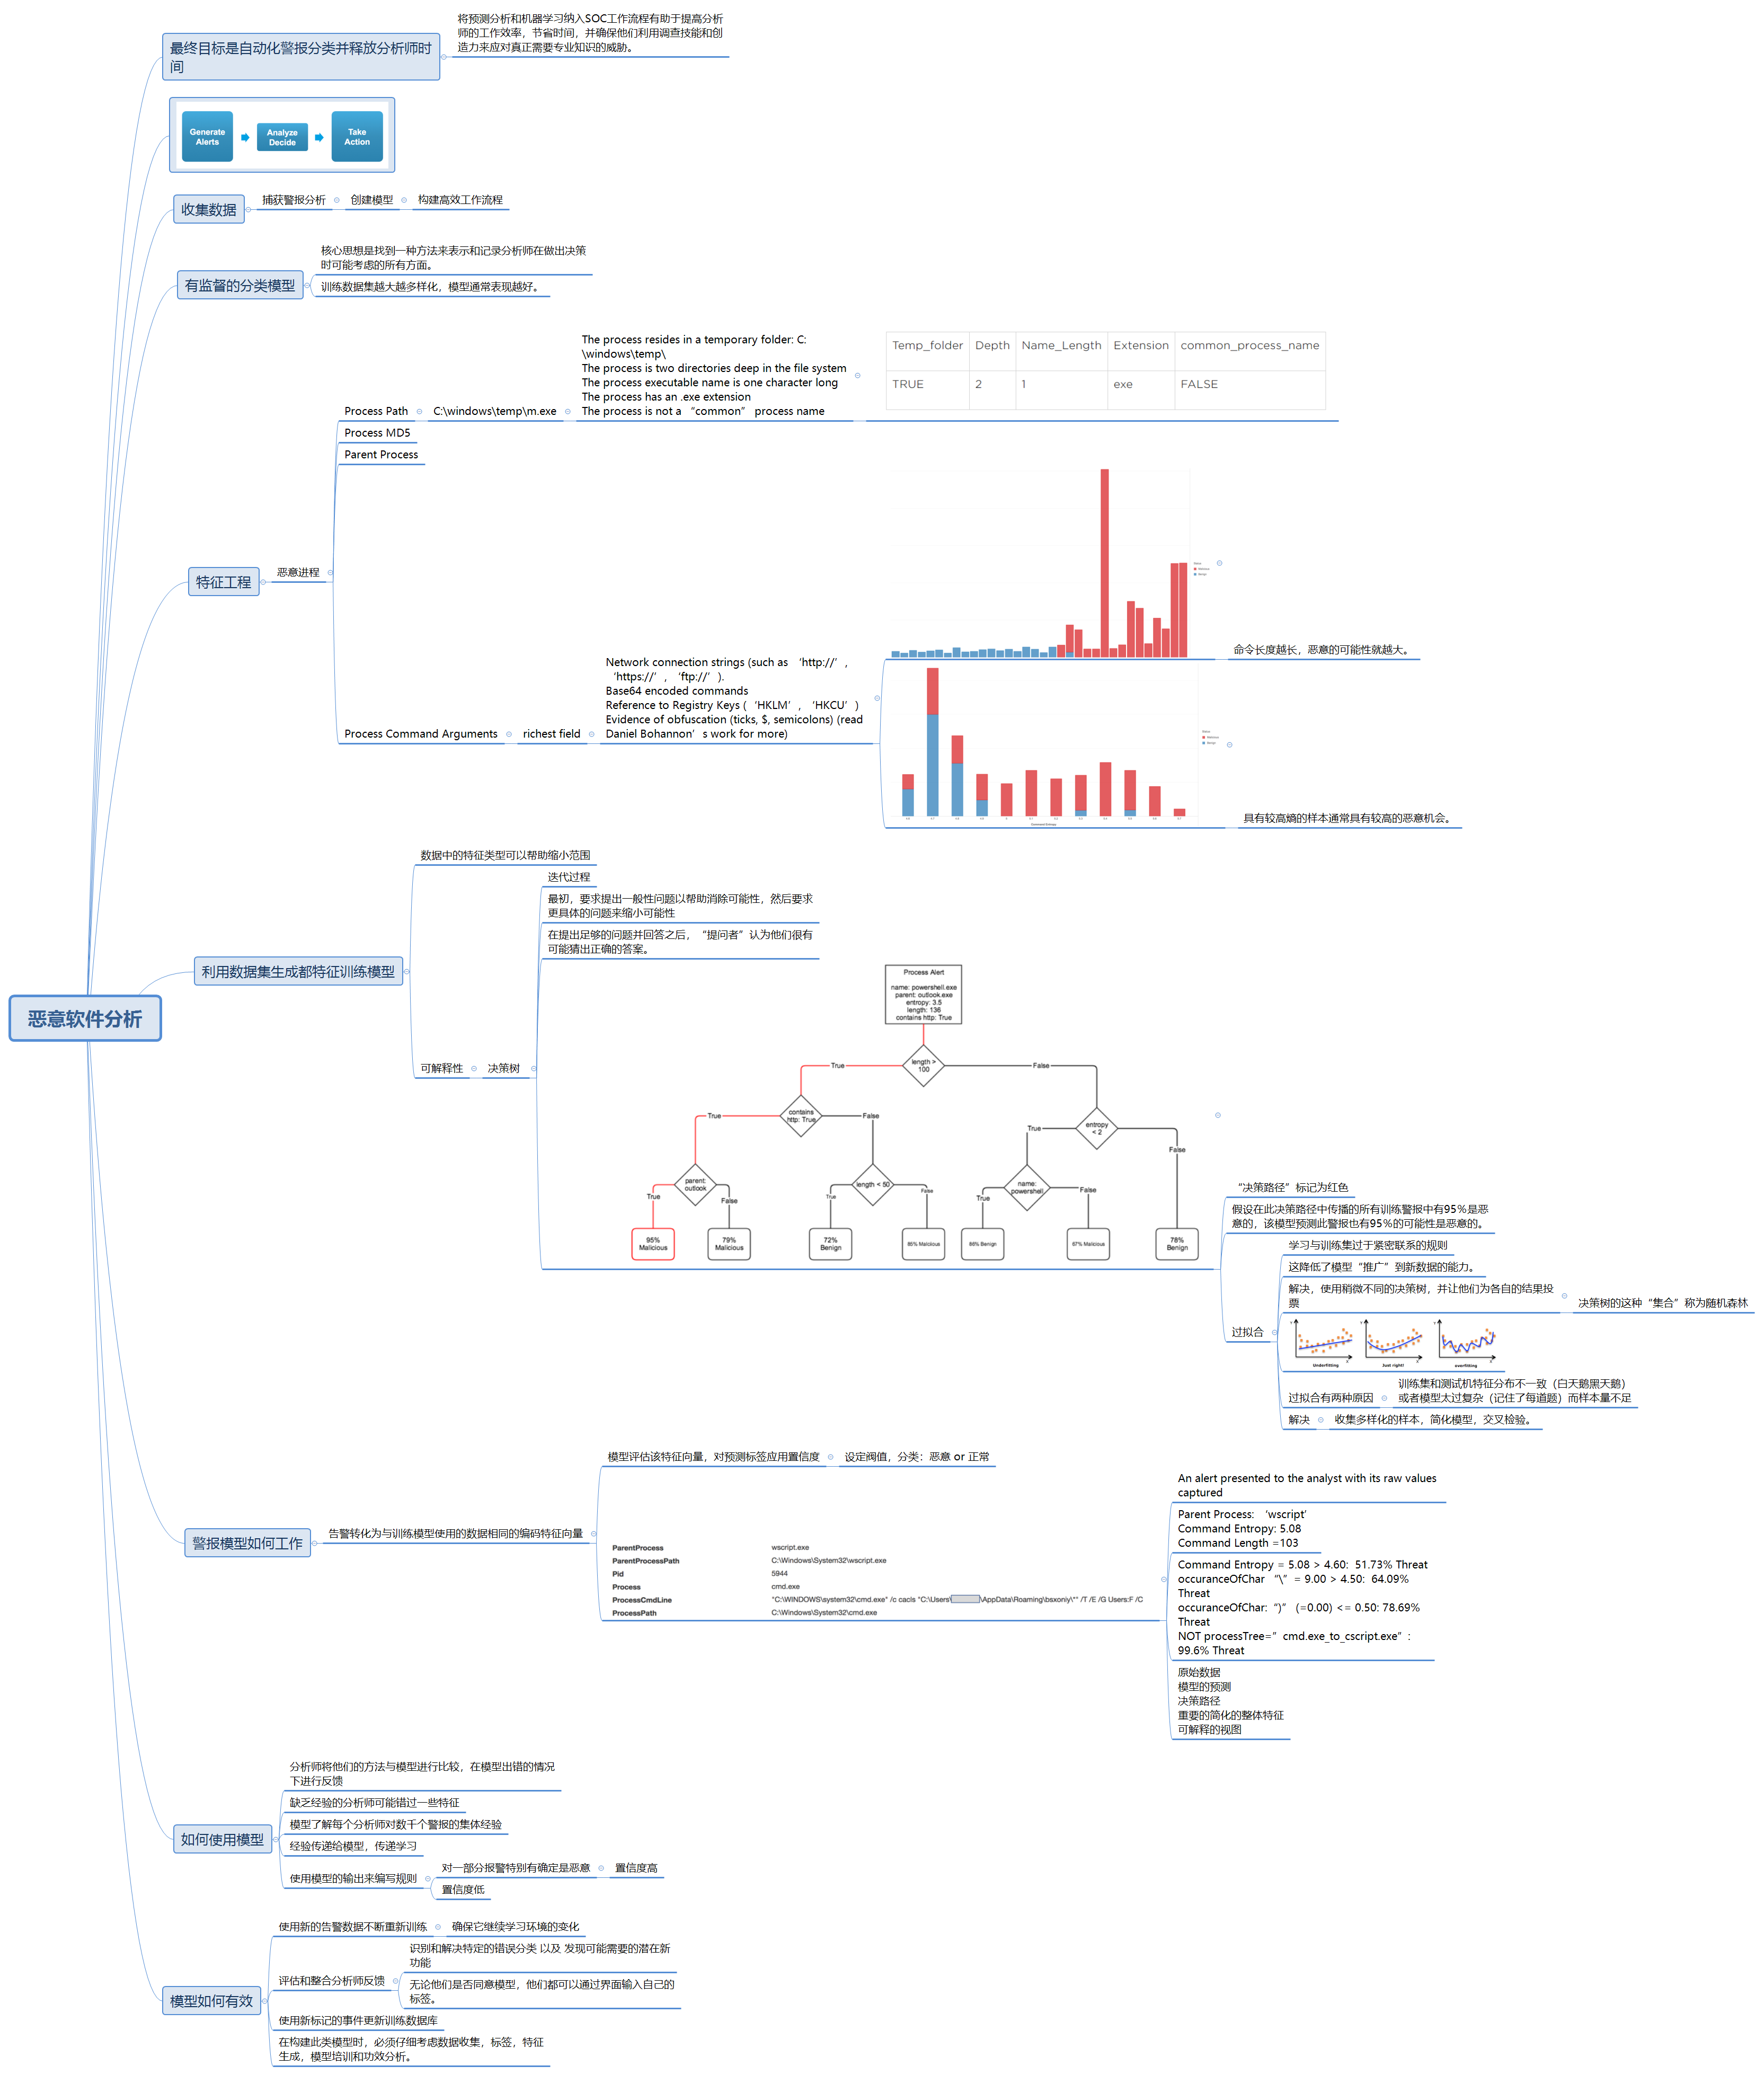 恶意软件分析
最终目标是自动化警报分类并释放分析师时
间
将预测分析和机器学习纳入SOC工作流程有助于提高分析
师的工作效率，节省时间，并确保他们利用调查技能和创
造力来应对真正需要专业知识的威胁。
Generate
Alerts
Analyze
Decide
Take
Action
收集数据
捕获警报分析
创建模型
构建高效工作流程
有监督的分类模型
核心思想是找到一种方法来表示和记录分析师在做出决策
时可能考虑的所有方面。
训练数据集越大越多样化，模型通常表现越好。
特征工程
恶意进程
Process Path
C:\windows\temp\m.exe
The process resides in a temporary folder: C:
\windows\temp\
The process is two directories deep in the file system
The process executable name is one character long
The process has an .exe extension
The process is not a “common” process name
Temp_folder Depth Name_Length Extension common_process_name
TRUE 2 1 exe FALSE
Process MD5
Parent Process
Process Command Arguments
richest field
Network connection strings (such as ‘http://’,
‘https://’, ‘ftp://’).
Base64 encoded commands
Reference to Registry Keys (‘HKLM’, ‘HKCU’)
Evidence of obfuscation (ticks, $, semicolons) (read
Daniel Bohannon’s work for more)
Malicious
Benign
命令长度越长，恶意的可能性就越大。
Malicious
Benign
Command Entropy
具有较高熵的样本通常具有较高的恶意机会。
利用数据集生成都特征训练模型
数据中的特征类型可以帮助缩小范围
可解释性
决策树
迭代过程
最初，要求提出一般性问题以帮助消除可能性，然后要求
更具体的问题来缩小可能性
在提出足够的问题并回答之后，“提问者”认为他们很有
可能猜出正确的答案。
Process Alert
name: powershell.exe
parent: outlook.exe
entropy: 3.5
length: 136
contains http: True
length >
100
True
False
contains
http: True
True
False
entropy
< 2
True
False
parent:
outlook
True
False
length < 50
True
False
name:
powershell
True
False
95%
Malicious
79%
Malicious
72%
Benign
85% Malicious
86% Benign
67% Malicious
78%
Benign
“决策路径”标记为红色
假设在此决策路径中传播的所有训练警报中有95％是恶
意的，该模型预测此警报也有95％的可能性是恶意的。
过拟合
学习与训练集过于紧密联系的规则
这降低了模型“推广”到新数据的能力。
解决，使用稍微不同的决策树，并让他们为各自的结果投
票
决策树的这种“集合”称为随机森林
Y
X
Underfitting
Y
X
Just right!
Y
X
overfitting
过拟合有两种原因
训练集和测试机特征分布不一致（白天鹅黑天鹅）
或者模型太过复杂（记住了每道题）而样本量不足
解决
收集多样化的样本，简化模型，交叉检验。
警报模型如何工作
告警转化为与训练模型使用的数据相同的编码特征向量
模型评估该特征向量，对预测标签应用置信度
设定阀值，分类：恶意 or 正常
ParentProcess wscript.exe
ParentProcessPath C:\Windows\System32\wscript.exe
Pid 5944
Process cmd.exe
ProcessCmdLine "C:\WINDOWS\system32\cmd.exe" /c cacls "C:\Users\ \AppData\Roaming\bsxoniy\"" /T /E /G Users:F /C
ProcessPath C:\Windows\System32\cmd.exe
An alert presented to the analyst with its raw values
captured
Parent Process: ‘wscript’
Command Entropy: 5.08
Command Length =103
Command Entropy = 5.08 > 4.60: 51.73% Threat
occuranceOfChar “\” = 9.00 > 4.50: 64.09%
Threat
occuranceOfChar:“)” (=0.00) <= 0.50: 78.69%
Threat
NOT processTree=”cmd.exe_to_cscript.exe”:
99.6% Threat
原始数据
模型的预测
决策路径
重要的简化的整体特征
可解释的视图
如何使用模型
分析师将他们的方法与模型进行比较，在模型出错的情况
下进行反馈
缺乏经验的分析师可能错过一些特征
模型了解每个分析师对数千个警报的集体经验
经验传递给模型，传递学习
使用模型的输出来编写规则
对一部分报警特别有确定是恶意
置信度高
置信度低
模型如何有效
使用新的告警数据不断重新训练
确保它继续学习环境的变化
评估和整合分析师反馈
识别和解决特定的错误分类 以及 发现可能需要的潜在新
功能
无论他们是否同意模型，他们都可以通过界面输入自己的
标签。
使用新标记的事件更新训练数据库
在构建此类模型时，必须仔细考虑数据收集，标签，特征
生成，模型培训和功效分析。